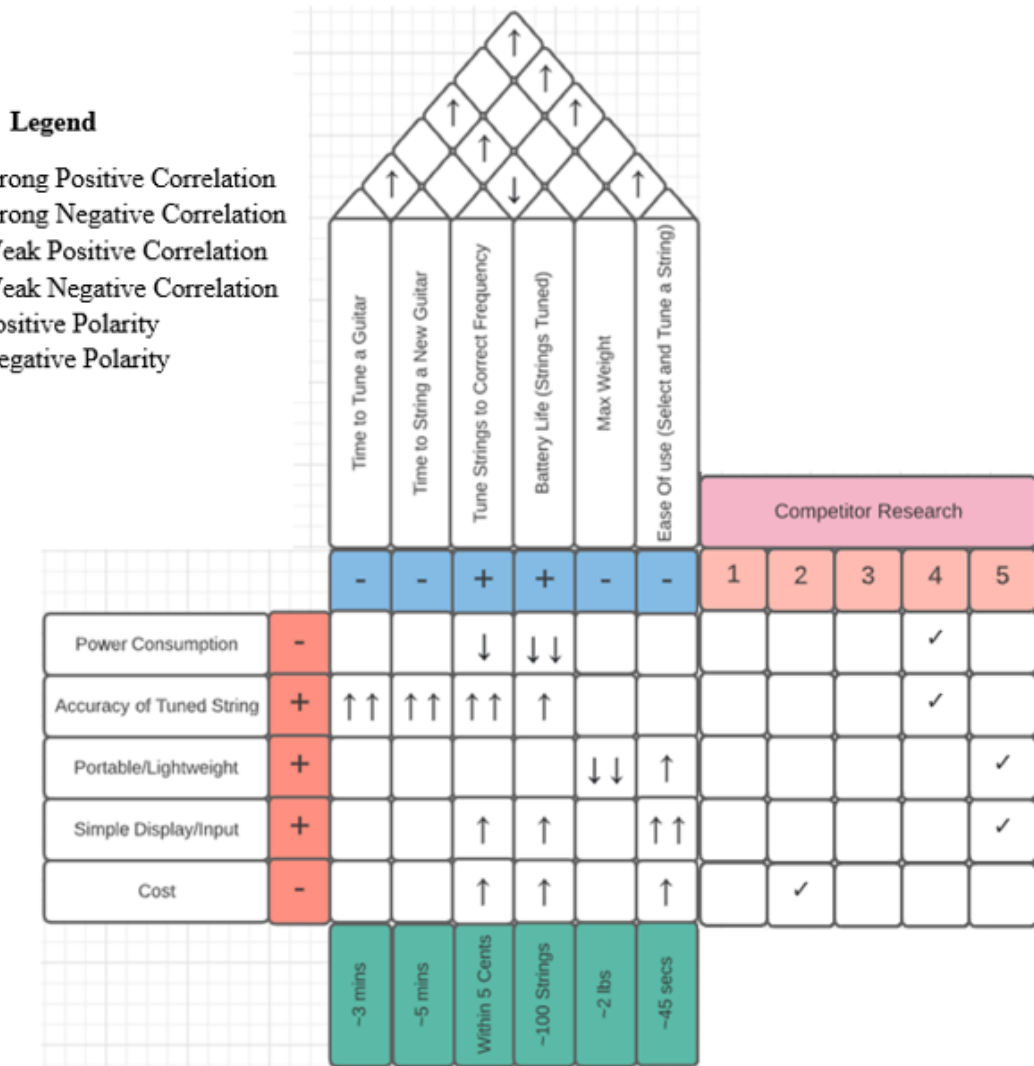 Legend
rong Positive Correlation
rong Negative Correlation
eak Positive Correlation
eak Negative Correlation
ositive Polarity
egative Polarity
↑
↑
↑ ↑
↑
↑ ↓ ↑
Time to Tune a Guitar
Time to String a New Guitar
Tune Strings to Correct Frequency
Battery Life (Strings Tuned)
Max Weight
Ease Of use (Select and Tune a String)
Competitor Research
- - + + - - 1 2 3 4 5
Power Consumption - ↓ ↓↓ ✓
Accuracy of Tuned String + ↑↑ ↑↑ ↑↑ ↑ ✓
Portable/Lightweight + ↓↓ ↑ ✓
Simple Display/Input + ↑ ↑ ↑↑ ✓
Cost - ↑ ↑ ↑ ✓
~3 mins
~5 mins
Within 5 Cents
~100 Strings
~2 lbs
~45 secs